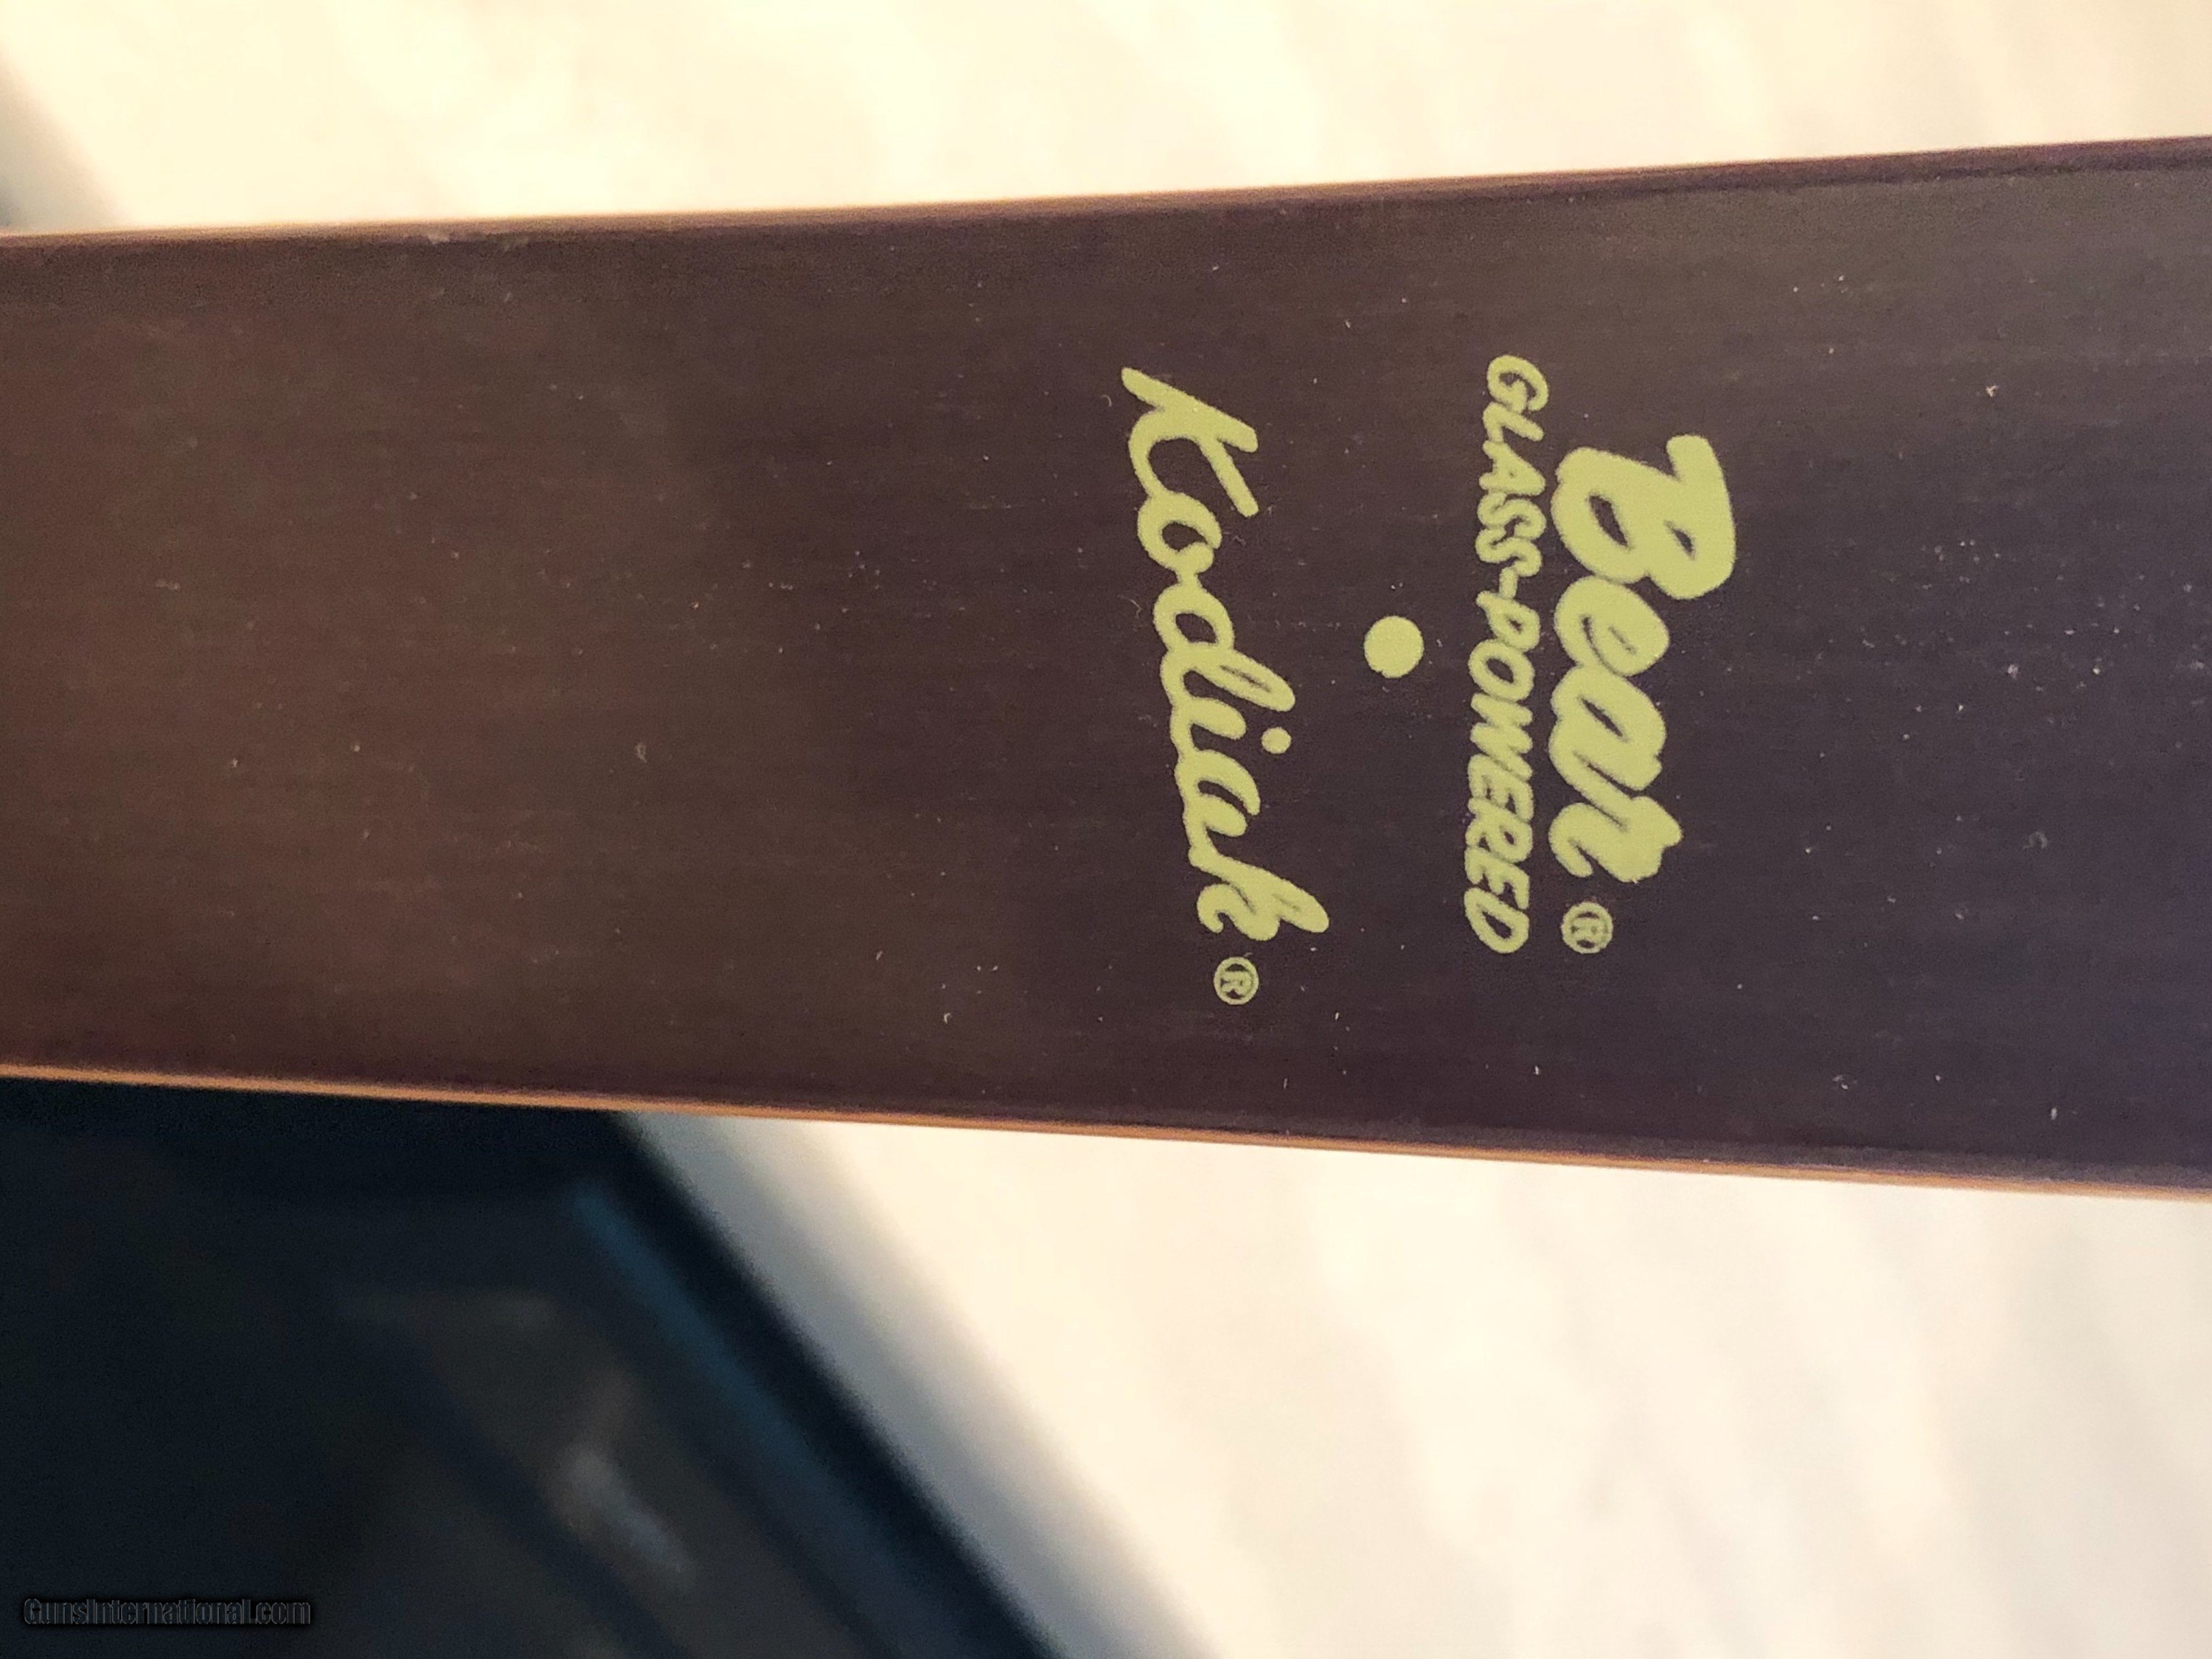 Bear®
GLASS-POWERED
Kodiak®
GunsInternational.com